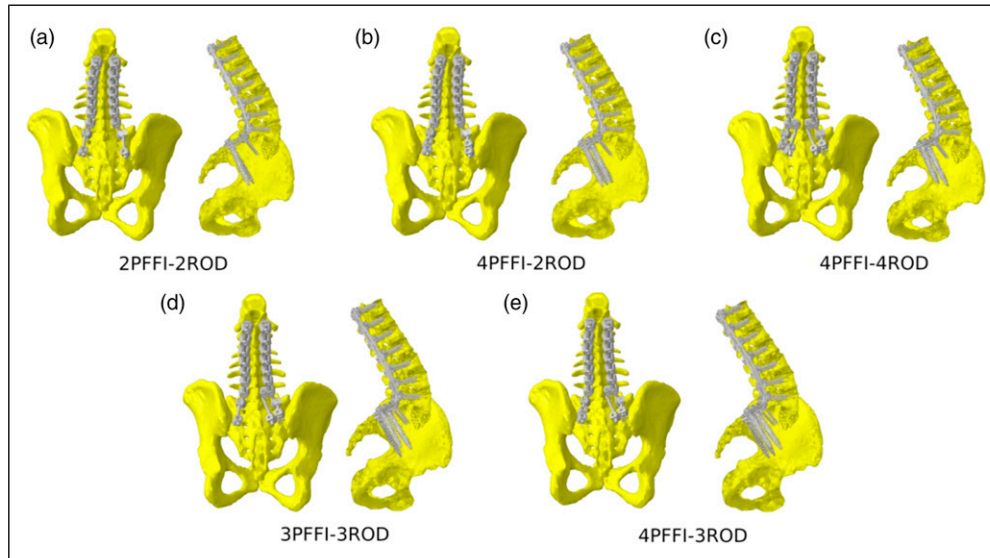 (a)
(b)
(c)
2PFFI-2ROD
4PFFI-2ROD
4PFFI-4ROD
(d)
(e)
3PFFI-3ROD
4PFFI-3ROD